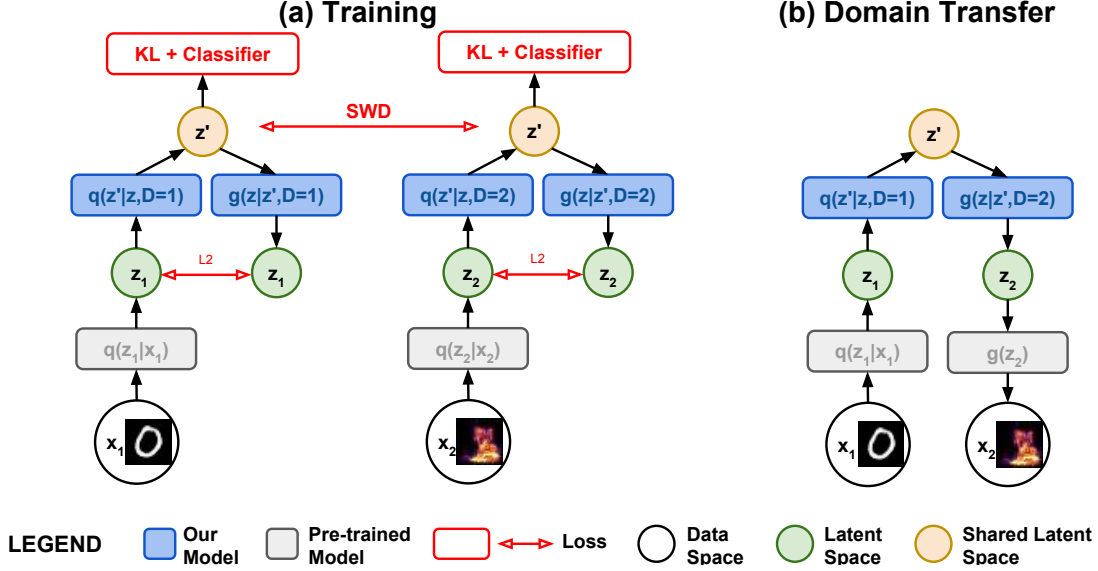 (a) Training
(b) Domain Transfer
KL + Classifier
KL + Classifier
SWD
z'
z'
z'
q(z'|z,D=1)
g(z|z',D=1)
q(z'|z,D=2)
g(z|z',D=2)
q(z'|z,D=1)
g(z|z',D=2)
z₁
L2
z₁
z₂
L2
z₂
z₁
z₂
q(z₁|x₁)
q(z₂|x₂)
q(z₁|x₁)
g(z₂)
x₁
x₂
x₁
x₂
LEGEND
Our
Model
Pre-trained
Model
Loss
Data
Space
Latent
Space
Shared Latent
Space